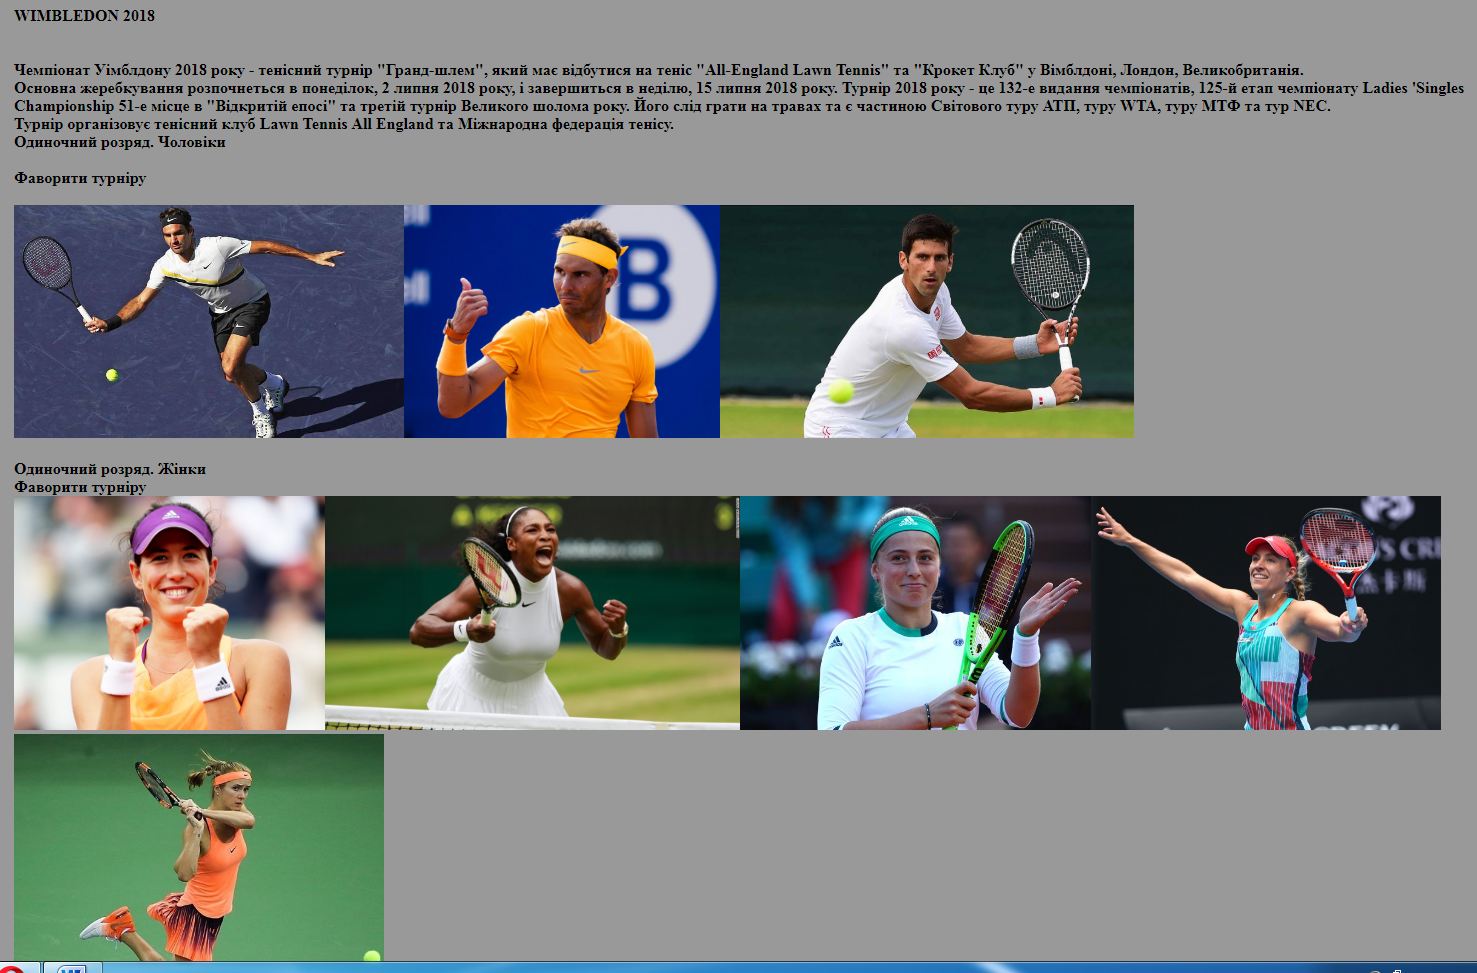 WIMBLEDON 2018
Чемпіонат Уімблдону 2018 року - тенісний турнір "Гранд-шлем", який має відбутися на теніс "All-England Lawn Tennis" та "Крокет Клуб" у Вімблдоні, Лондон, Великобританія.
Основна жеребкування розпочнеться в понеділок, 2 липня 2018 року, і завершиться в неділю, 15 липня 2018 року. Турнір 2018 року - це 132-е видання чемпіонатів, 125-й етап чемпіонату Ladies 'Singles
Championship 51-е місце в "Відкритій епосі" та третій турнір Великого шолома року. Його слід грати на травах та є частиною Світового туру АТП, туру WTA, туру МТФ та тур NEC.
Турнір організовує тенісний клуб Lawn Tennis All England та Міжнародна федерація тенісу.
Одиночний розряд. Чоловіки
Фаворити турніру
B
Одиночний розряд. Жінки
Фаворити турніру
adidas
adidas